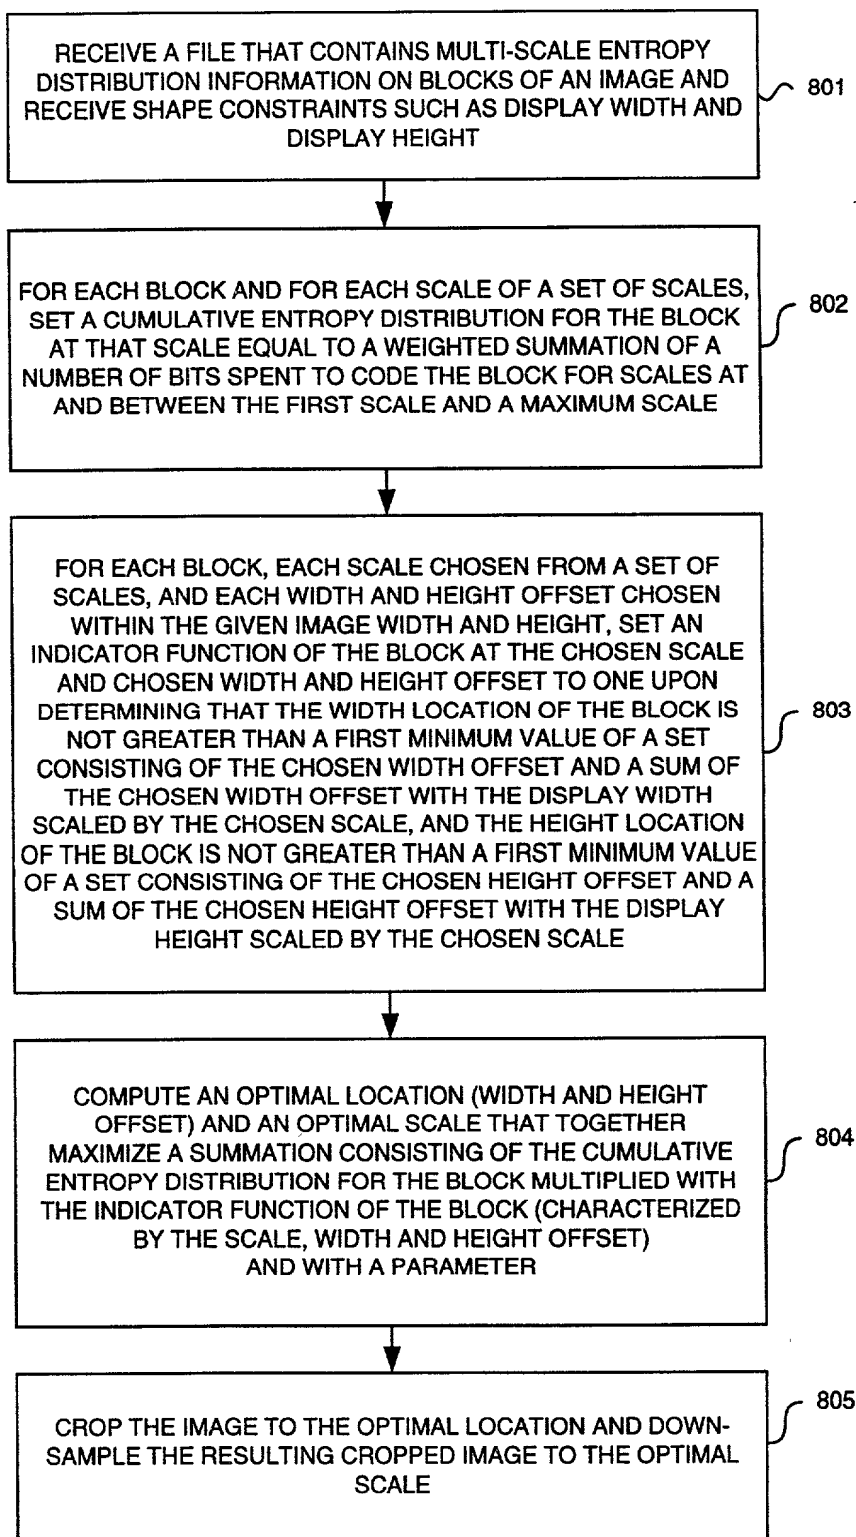 RECEIVE A FILE THAT CONTAINS MULTI-SCALE ENTROPY
DISTRIBUTION INFORMATION ON BLOCKS OF AN IMAGE AND
RECEIVE SHAPE CONSTRAINTS SUCH AS DISPLAY WIDTH AND
DISPLAY HEIGHT
801
FOR EACH BLOCK AND FOR EACH SCALE OF A SET OF SCALES,
SET A CUMULATIVE ENTROPY DISTRIBUTION FOR THE BLOCK
AT THAT SCALE EQUAL TO A WEIGHTED SUMMATION OF A
NUMBER OF BITS SPENT TO CODE THE BLOCK FOR SCALES AT
AND BETWEEN THE FIRST SCALE AND A MAXIMUM SCALE
802
FOR EACH BLOCK, EACH SCALE CHOSEN FROM A SET OF
SCALES, AND EACH WIDTH AND HEIGHT OFFSET CHOSEN
WITHIN THE GIVEN IMAGE WIDTH AND HEIGHT, SET AN
INDICATOR FUNCTION OF THE BLOCK AT THE CHOSEN SCALE
AND CHOSEN WIDTH AND HEIGHT OFFSET TO ONE UPON
DETERMINING THAT THE WIDTH LOCATION OF THE BLOCK IS
NOT GREATER THAN A FIRST MINIMUM VALUE OF A SET
CONSISTING OF THE CHOSEN WIDTH OFFSET AND A SUM OF
THE CHOSEN WIDTH OFFSET WITH THE DISPLAY WIDTH
SCALED BY THE CHOSEN SCALE, AND THE HEIGHT LOCATION
OF THE BLOCK IS NOT GREATER THAN A FIRST MINIMUM VALUE
OF A SET CONSISTING OF THE CHOSEN HEIGHT OFFSET AND A
SUM OF THE CHOSEN HEIGHT OFFSET WITH THE DISPLAY
HEIGHT SCALED BY THE CHOSEN SCALE
803
COMPUTE AN OPTIMAL LOCATION (WIDTH AND HEIGHT
OFFSET) AND AN OPTIMAL SCALE THAT TOGETHER
MAXIMIZE A SUMMATION CONSISTING OF THE CUMULATIVE
ENTROPY DISTRIBUTION FOR THE BLOCK MULTIPLIED WITH
THE INDICATOR FUNCTION OF THE BLOCK (CHARACTERIZED
BY THE SCALE, WIDTH AND HEIGHT OFFSET)
AND WITH A PARAMETER
804
CROP THE IMAGE TO THE OPTIMAL LOCATION AND DOWN-
SAMPLE THE RESULTING CROPPED IMAGE TO THE OPTIMAL
SCALE
805